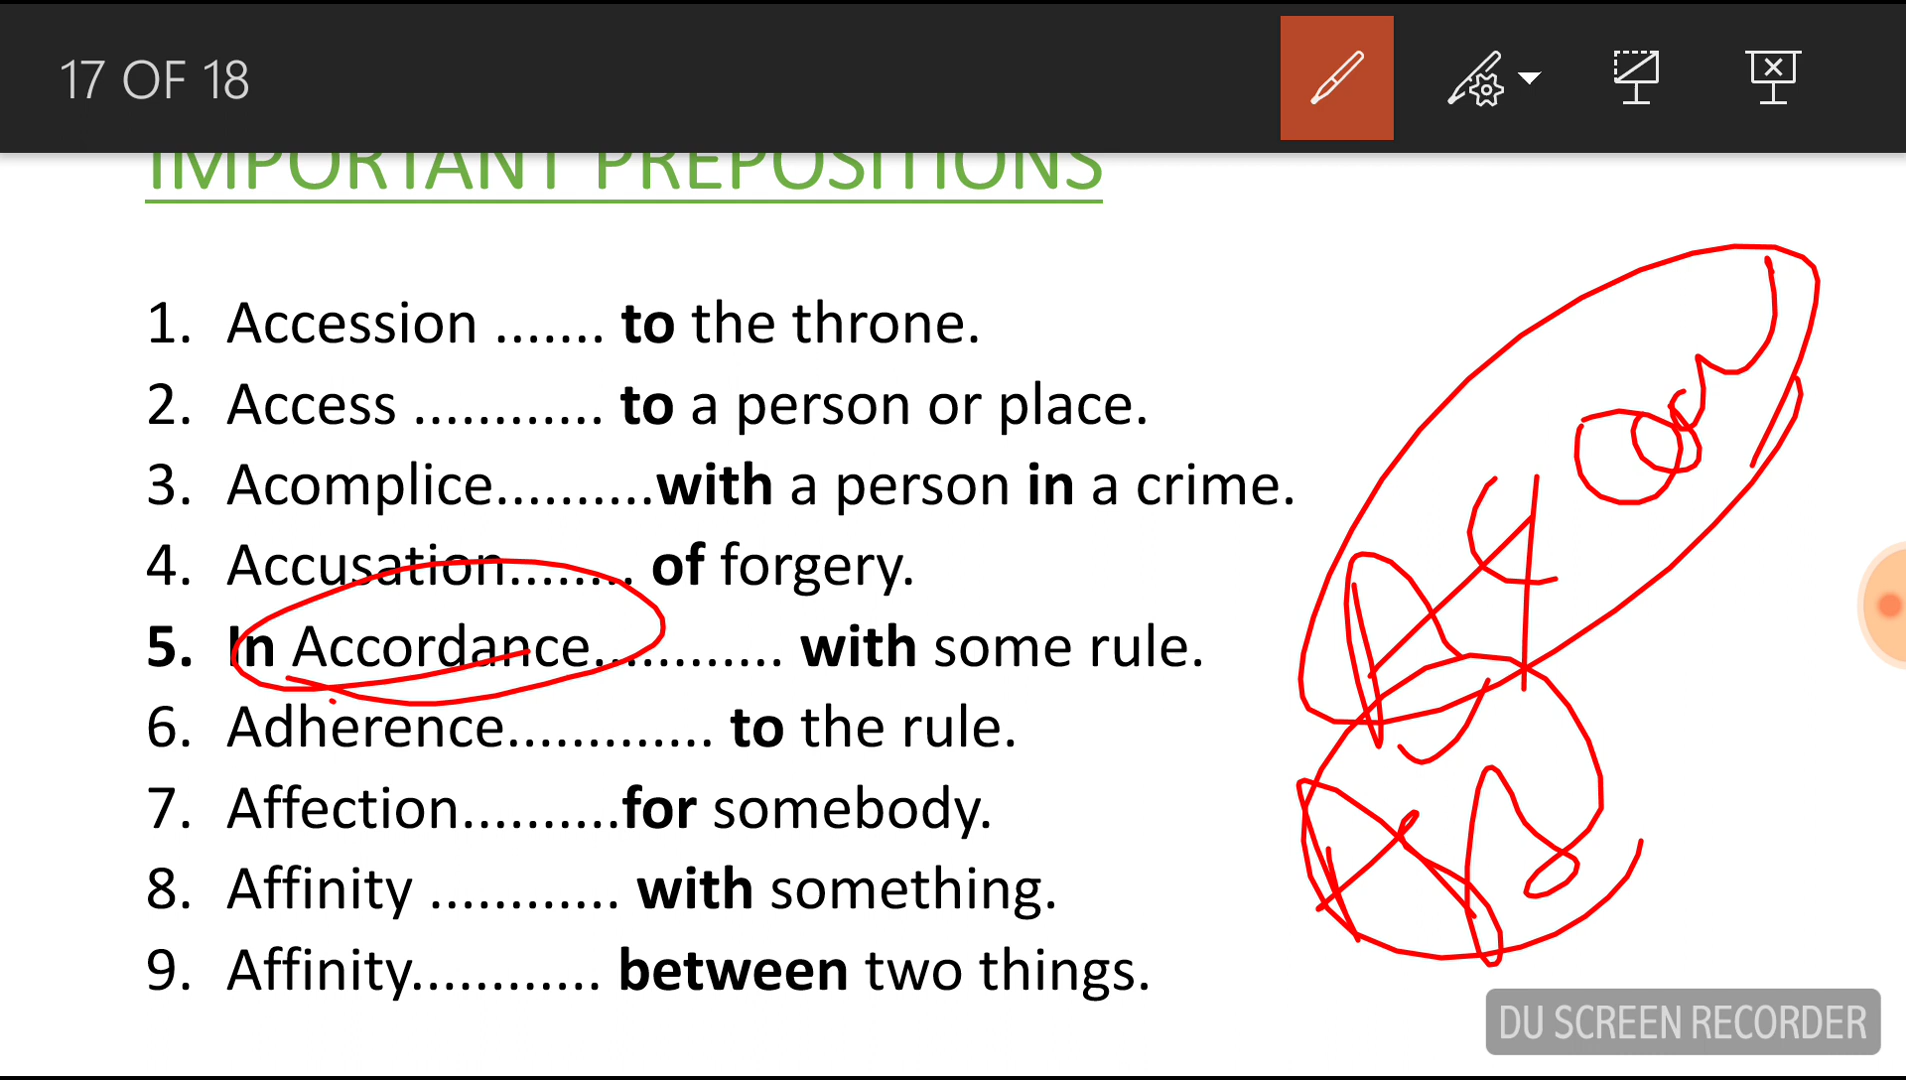 17 OF 18
IMPORTANT PREPOSITIONS
1. Accession ....... to the throne.
2. Access ............ to a person or place.
3. Acomplice..........with a person in a crime.
4. Accusation........ of forgery.
5. In Accordance............ with some rule.
6. Adherence............. to the rule.
7. Affection..........for somebody.
8. Affinity ............ with something.
9. Affinity............ between two things.
DU SCREEN RECORDER